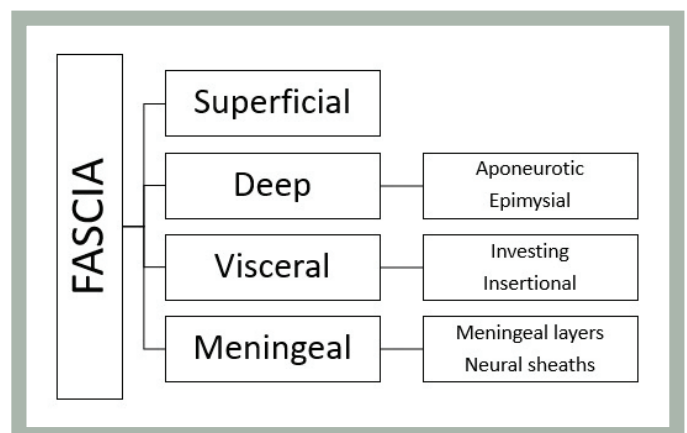 FASCIA
Superficial
Deep
Aponeurotic
Epimysial
Visceral
Investing
Insertional
Meningeal
Meningeal layers
Neural sheaths